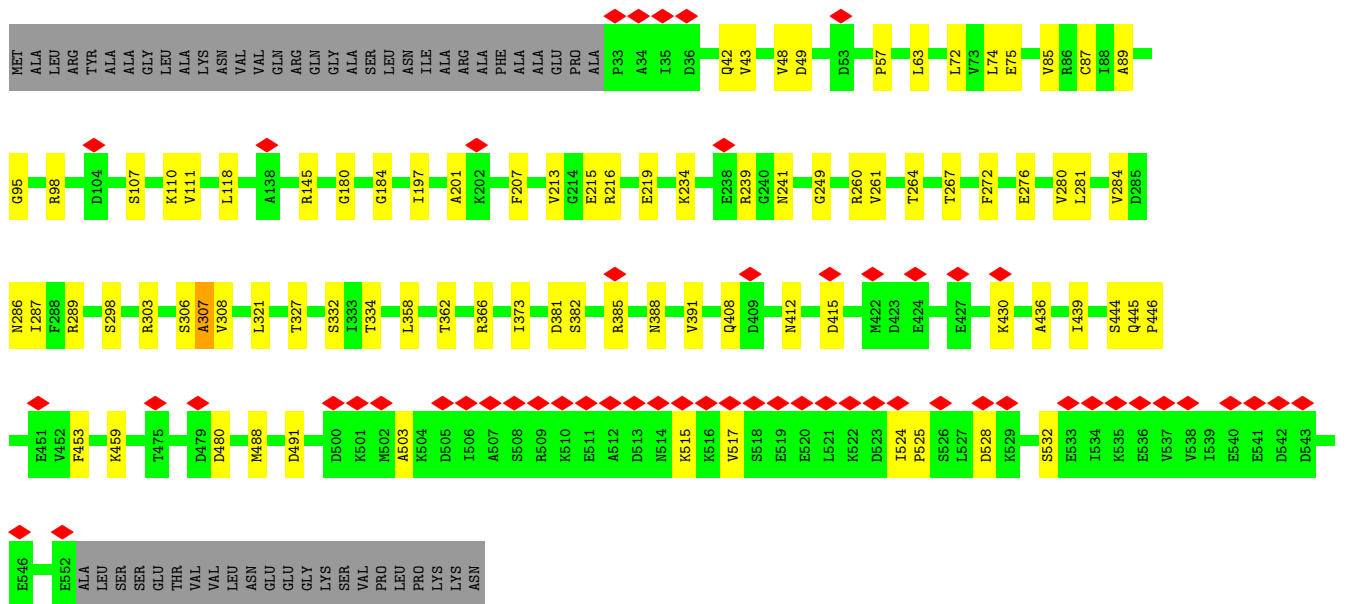 MET ALA LEU ARG TYR ALA ALA GLY LEU ALA LYS ASN VAL VAL GLN ARG GLN GLY ALA SER LEU ASN ILE ALA ARG ALA PHE ALA ALA GLU PRO ALA P33 A34 I35 D36 Q42 V43 V48 D49 D53 P57 L63 L72 V73 L74 E75 V85 R86 C87 I88 A89
G95 R98 D104 S107 K110 V111 L118 A138 R145 G180 G184 I197 A201 K202 F207 V213 G214 E215 R216 E219 K234 E238 R239 G240 N241 G249 R260 V261 T264 T267 F272 E276 V280 L281 V284 D285
N286 I287 F288 R289 S298 R303 S306 A307 V308 L321 T327 S332 I333 T334 L358 T362 R366 I373 D381 S382 R385 N388 V391 Q408 D409 N412 D415 M422 D423 E424 E427 K430 A436 I439 S444 Q445 P446
E451 V452 F453 K459 T475 D479 D480 M488 D491 D500 K501 M502 A503 K504 D505 I506 A507 S508 R509 K510 E511 A512 D513 N514 K515 K516 V517 S518 E519 E520 L521 K522 D523 I524 P525 S526 L527 D528 K529 S532 E533 I534 K535 E536 V537 V538 I539 E540 E541 D542 D543
E546 E552 ALA LEU SER SER GLU THR VAL VAL LEU ASN GLU GLU GLY LYS SER VAL PRO LEU PRO LYS LYS ASN